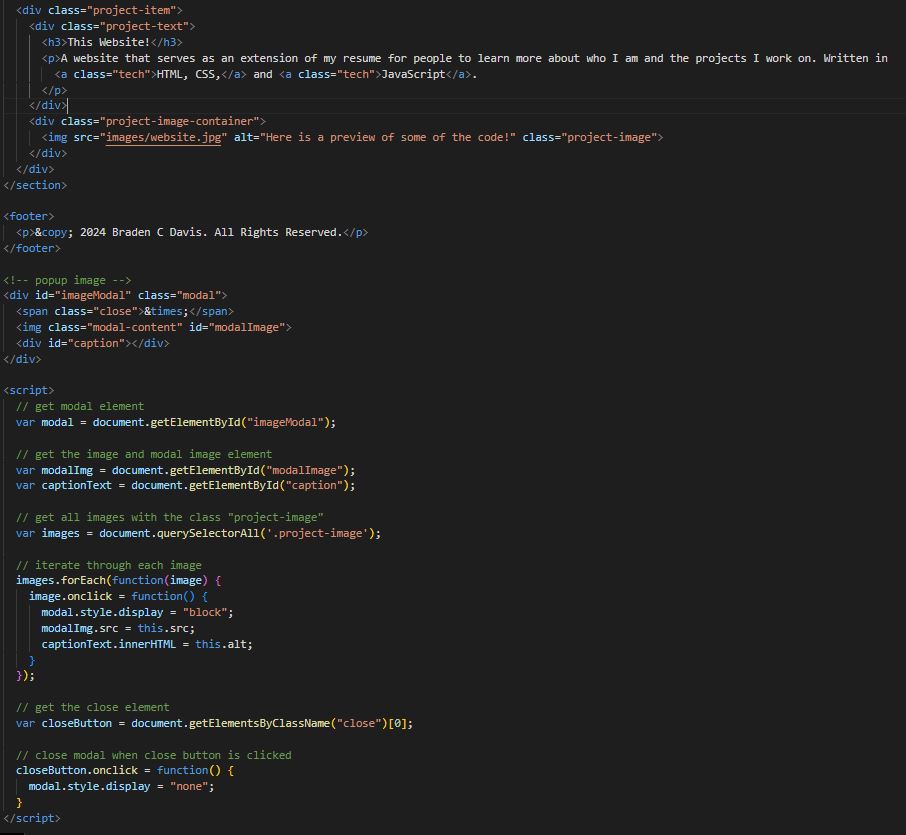 <div class="project-item">
<div class="project-text">
<h3>This Website!</h3>
<p>A website that serves as an extension of my resume for people to learn more about who I am and the projects I work on. Written in
<a class="tech">HTML, CSS,</a> and <a class="tech">JavaScript</a>.
</p>
</div>
<div class="project-image-container">
<img src="images/website.jpg" alt="Here is a preview of some of the code!" class="project-image">
</div>
</div>
</section>
<footer>
<p>&copy; 2024 Braden C Davis. All Rights Reserved.</p>
</footer>
<!-- popup image -->
<div id="imageModal" class="modal">
<span class="close">&times;</span>
<img class="modal-content" id="modalImage">
<div id="caption"></div>
</div>
<script>
// get modal element
var modal = document.getElementById("imageModal");
// get the image and modal image element
var modalImg = document.getElementById("modalImage");
var captionText = document.getElementById("caption");
// get all images with the class "project-image"
var images = document.querySelectorAll('.project-image');
// iterate through each image
images.forEach(function(image) {
image.onclick = function() {
modal.style.display = "block";
modalImg.src = this.src;
captionText.innerHTML = this.alt;
}
});
// get the close element
var closeButton = document.getElementsByClassName("close")[0];
// close modal when close button is clicked
closeButton.onclick = function() {
modal.style.display = "none";
}
</script>